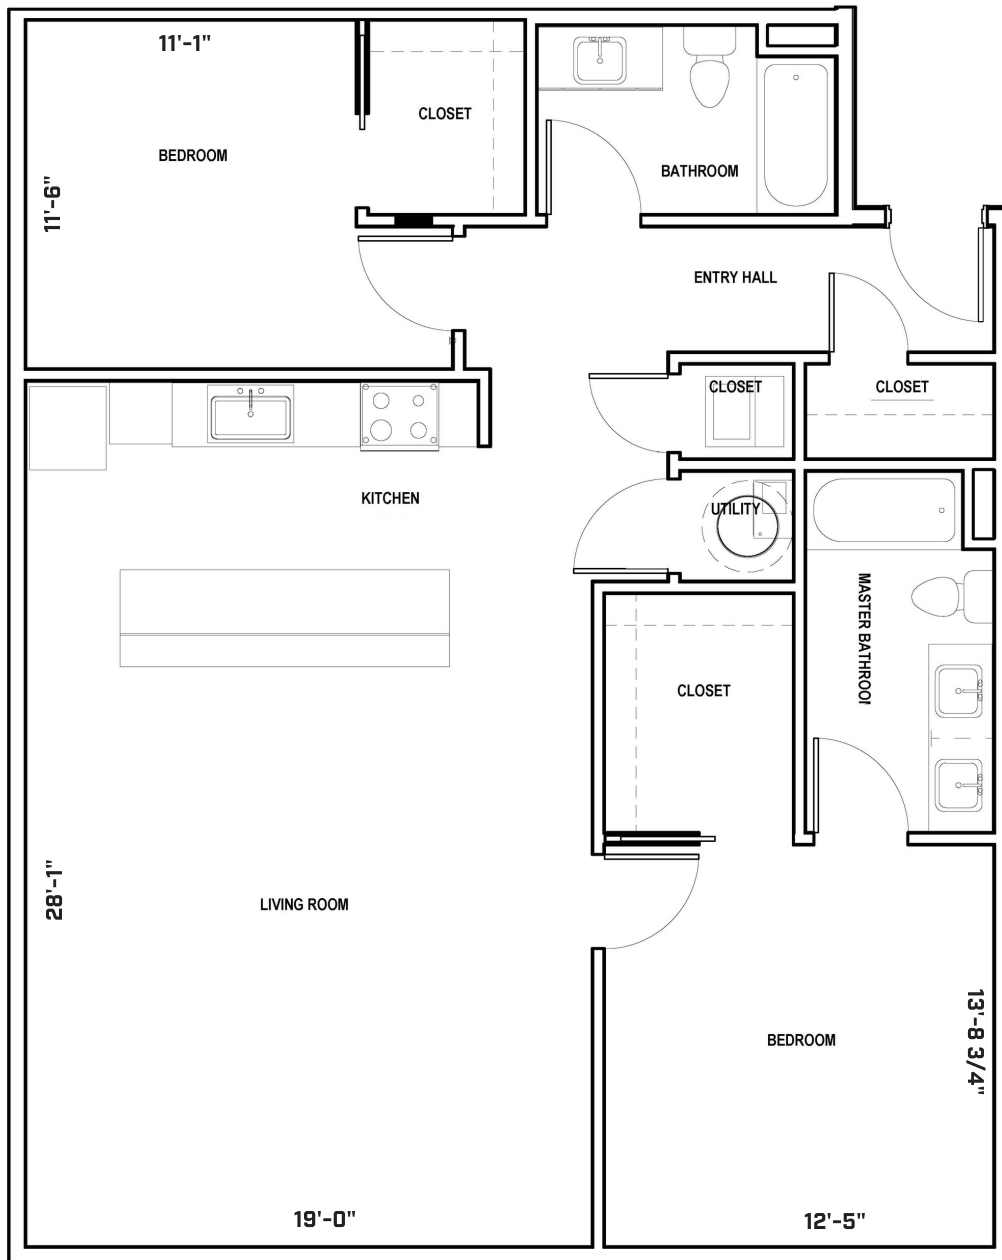 11'-1"
CLOSET
BEDROOM
BATHROOM
11'-6"
ENTRY HALL
CLOSET
CLOSET
KITCHEN
UTILITY
MASTER BATHROOM
CLOSET
28'-1"
LIVING ROOM
13'-8 3/4"
BEDROOM
19'-0"
12'-5"